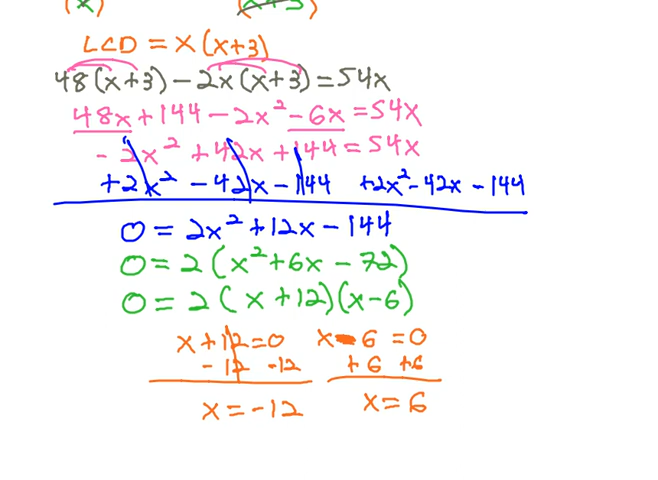 (x) (x+3)
LCD = x(x+3)
48(x+3) - 2x(x+3) = 54x
48x + 144 - 2x² - 6x = 54x
- 2x² + 42x + 144 = 54x
+2x² - 42x - 144 +2x² - 42x - 144
0 = 2x² + 12x - 144
0 = 2(x² + 6x - 72)
0 = 2(x + 12)(x - 6)
x + 12 = 0 x - 6 = 0
- 12 -12 + 6 +6
x = -12 x = 6